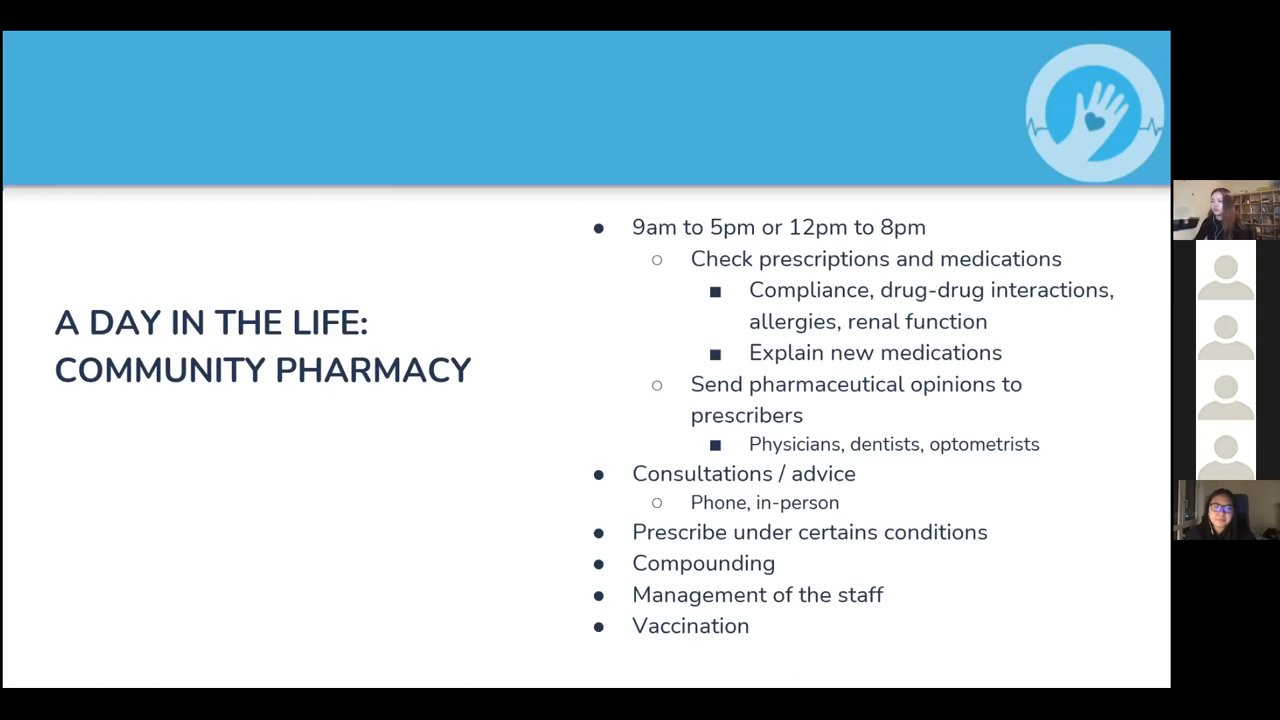 A DAY IN THE LIFE:
COMMUNITY PHARMACY
● 9am to 5pm or 12pm to 8pm
○ Check prescriptions and medications
■ Compliance, drug-drug interactions,
allergies, renal function
■ Explain new medications
○ Send pharmaceutical opinions to
prescribers
■ Physicians, dentists, optometrists
● Consultations / advice
○ Phone, in-person
● Prescribe under certains conditions
● Compounding
● Management of the staff
● Vaccination